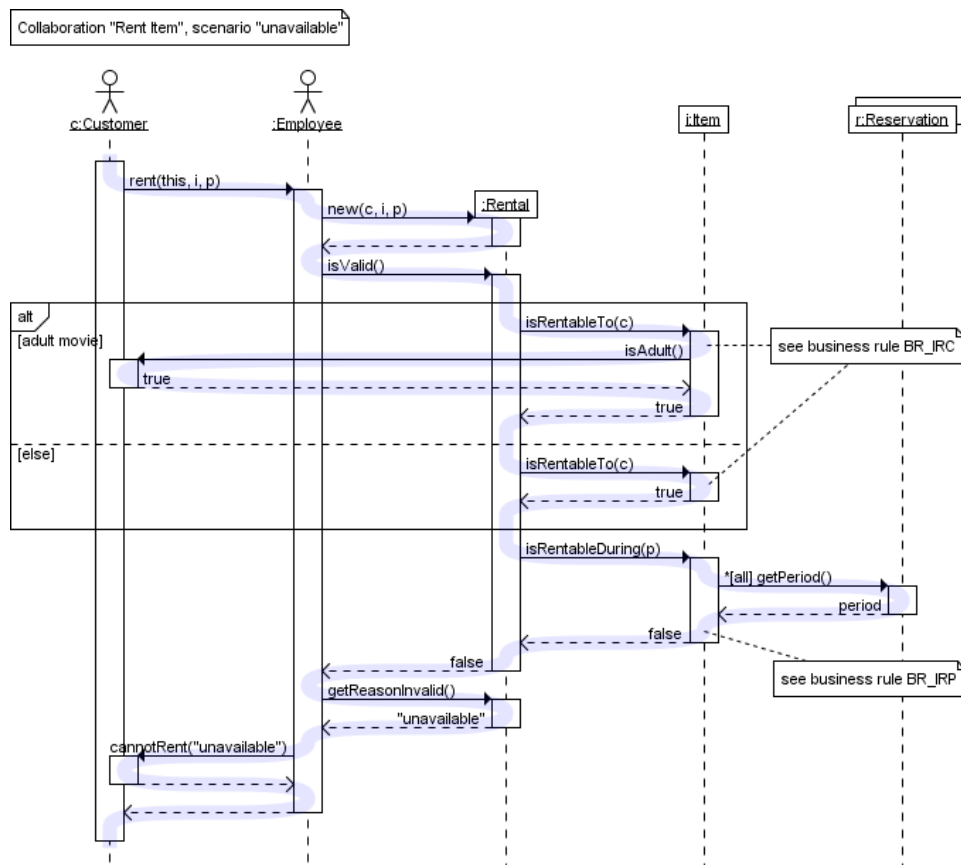 Collaboration "Rent Item", scenario "unavailable"
c:Customer
:Employee
i:Item
r:Reservation
rent(this, i, p)
new(c, i, p)
:Rental
isValid()
alt
[adult movie]
isRentableTo(c)
see business rule BR_IRC
isAdult()
true
true
[else]
isRentableTo(c)
true
isRentableDuring(p)
*[all] getPeriod()
period
false
false
see business rule BR_IRP
getReasonInvalid()
"unavailable"
cannotRent("unavailable")